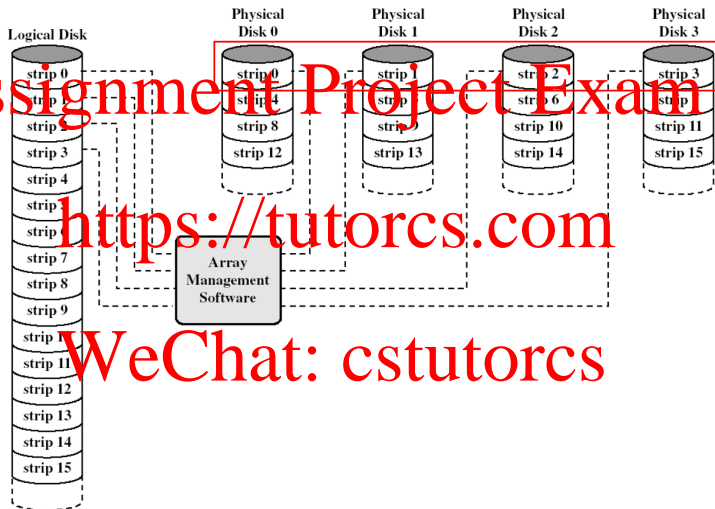 Logical Disk
Physical Disk 0
Physical Disk 1
Physical Disk 2
Physical Disk 3
strip 0
strip 2
strip 3
strip 4
strip 7
strip 8
strip 9
strip 11
strip 12
strip 13
strip 14
strip 15
strip 0
strip 4
strip 8
strip 12
strip 1
strip 13
strip 2
strip 6
strip 10
strip 14
strip 3
strip
strip 11
strip 15
Array
Management
Software
Project Exam
https://tutorcs.com
WeChat: cstutorcs